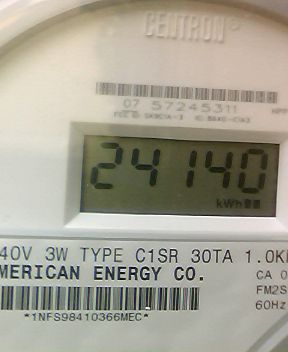 CENTRON®
07 57245311
24140
kWh
40V 3W TYPE C1SR 30TA 1.0K
MERICAN ENERGY CO.
CA 0
FM2S
60Hz
*1NFS98410366MEC*